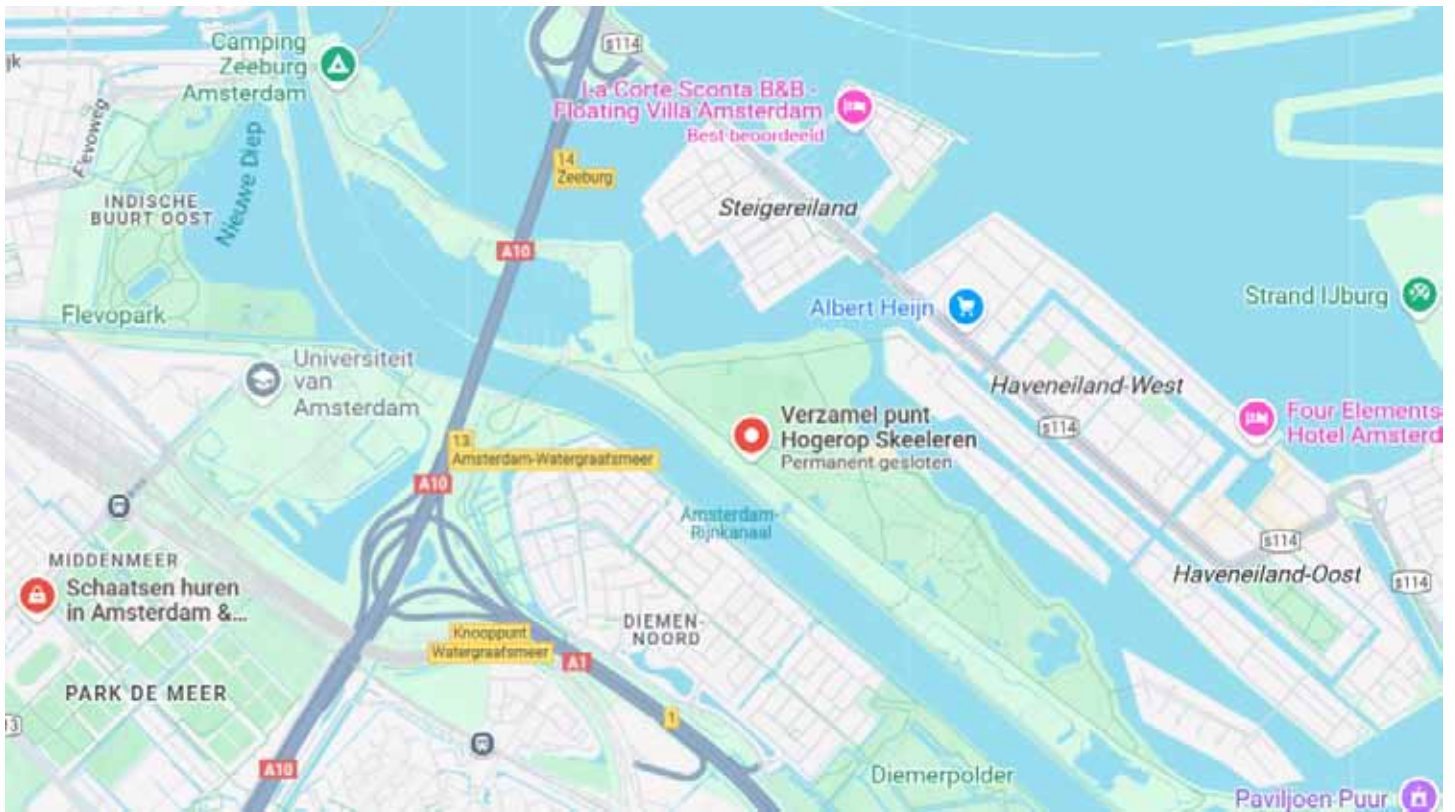 Camping
Zeeburg
Amsterdam
s114
jk
Flevoweg
La Corte Sconta B&B -
Floating Villa Amsterdam
Best beoordeeld
14
Zeeburg
Nieuwe Diep
INDISCHE
BUURT OOST
Steigereiland
A10
Flevopark
Albert Heijn
Strand IJburg
Universiteit
van
Amsterdam
Haveneiland-West
Verzamel punt
Hogerop Skeeleren
Permanent gesloten
s114
Four Elements
Hotel Amsterd
13
Amsterdam-Watergraafsmeer
A10
Amsterdam-
Rijnkanaal
s114
MIDDENMEER
Schaatsen huren
in Amsterdam &...
Haveneiland-Oost
s114
DIEMEN-
NOORD
Knooppunt
Watergraafsmeer
A1
PARK DE MEER
1
13
A10
Diemerpolder
Paviljoen Puur